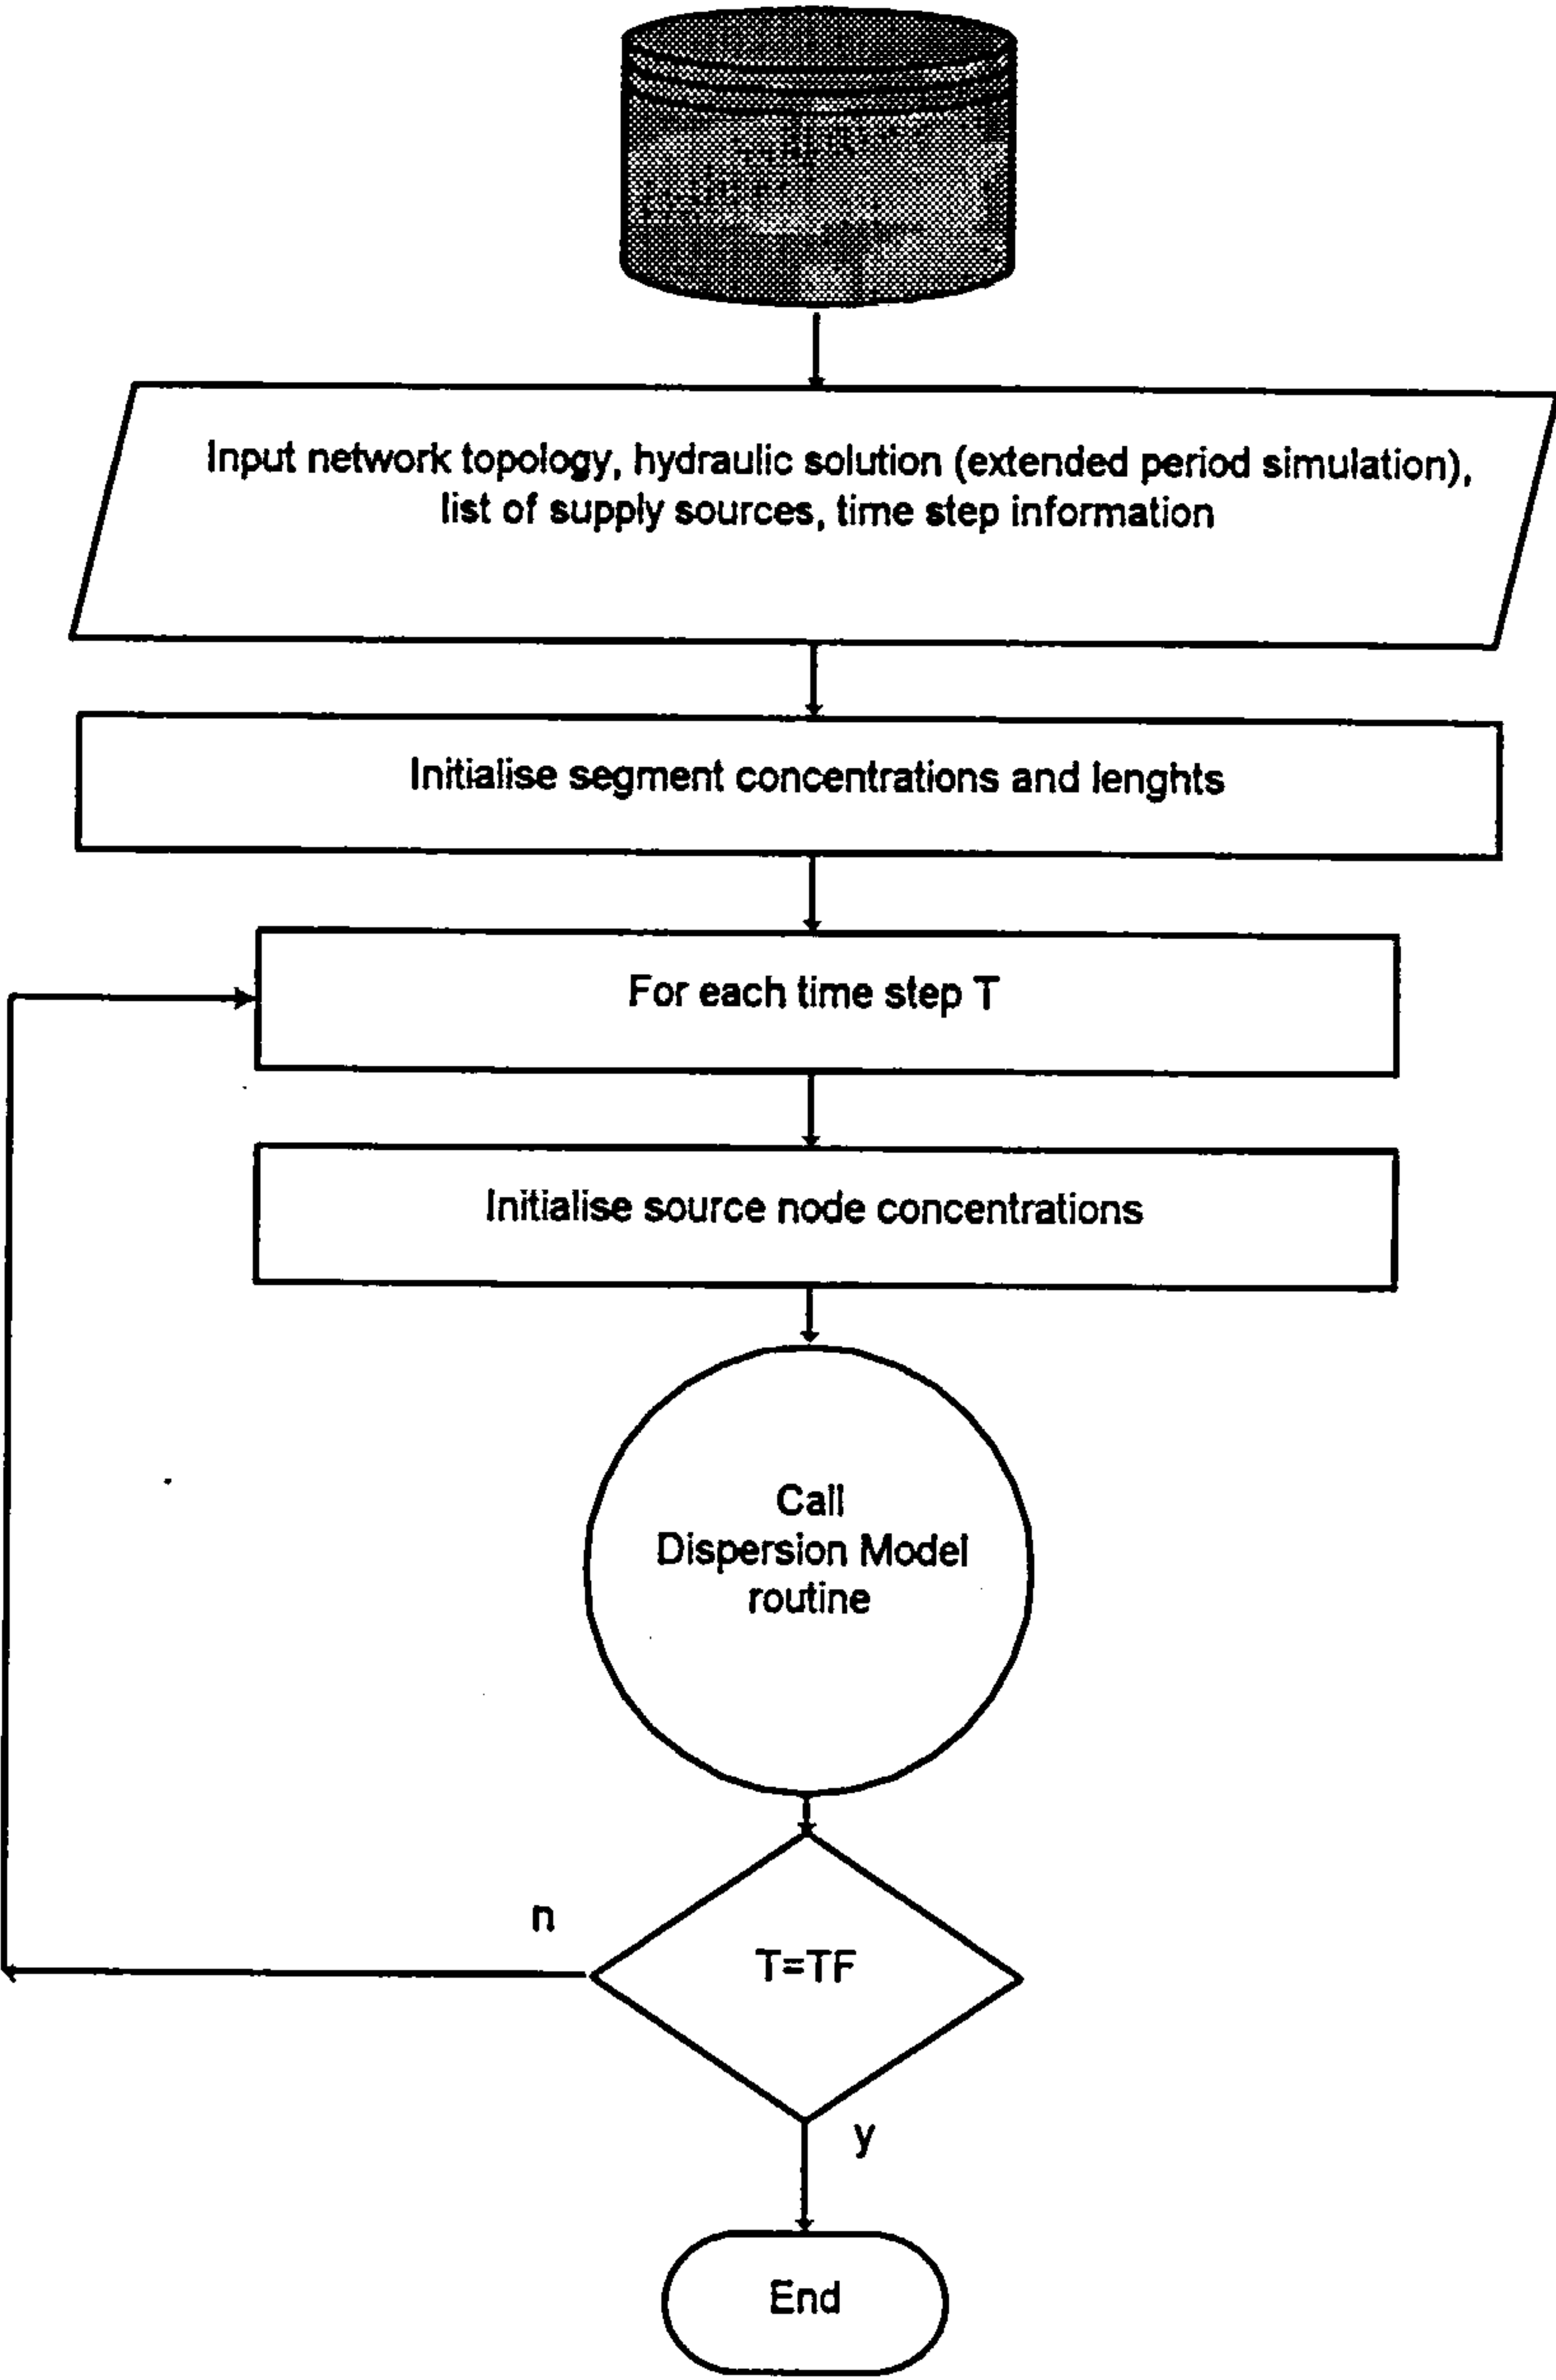 Input network topology, hydraulic solution (extended period simulation),
list of supply sources, time step information
Initialise segment concentrations and lenghts
For each time step T
Initialise source node concentrations
Call
Dispersion Model
routine
n
T=TF
y
End